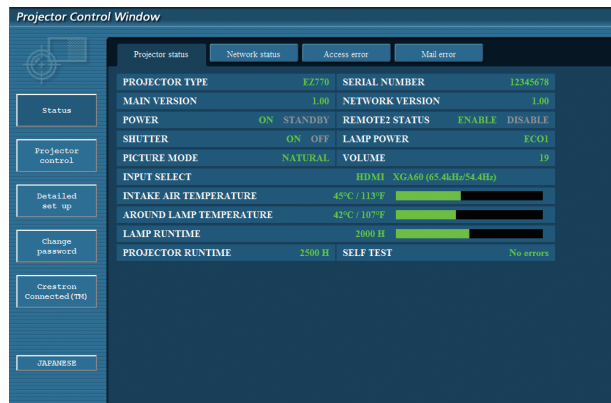 Projector Control Window
Projector status Network status Access error Mail error
PROJECTOR TYPE EZ770 SERIAL NUMBER 12345678
MAIN VERSION 1.00 NETWORK VERSION 1.00
Status
POWER ON STANDBY REMOTE2 STATUS ENABLE DISABLE
SHUTTER ON OFF LAMP POWER ECO1
Projector
control
PICTURE MODE NATURAL VOLUME 19
INPUT SELECT HDMI XGA60 (65.4kHz/54.4Hz)
Detailed
set up
INTAKE AIR TEMPERATURE 45°C / 113°F
AROUND LAMP TEMPERATURE 42°C / 107°F
LAMP RUNTIME 2000 H
Change
password
PROJECTOR RUNTIME 2500 H SELF TEST No errors
Crestron
Connected(TM)
JAPANESE